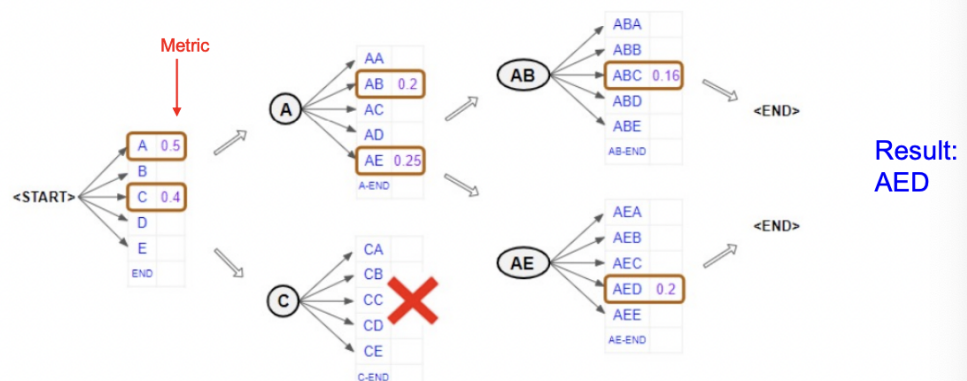 Metric
<START>
A 0.5
B
C 0.4
D
E
END
A
AA
AB 0.2
AC
AD
AE 0.25
A-END
C
CA
CB
CC
CD
CE
C-END
AB
ABA
ABB
ABC 0.16
ABD
ABE
AB-END
<END>
AE
AEA
AEB
AEC
AED 0.2
AEE
AE-END
<END>
Result:
AED